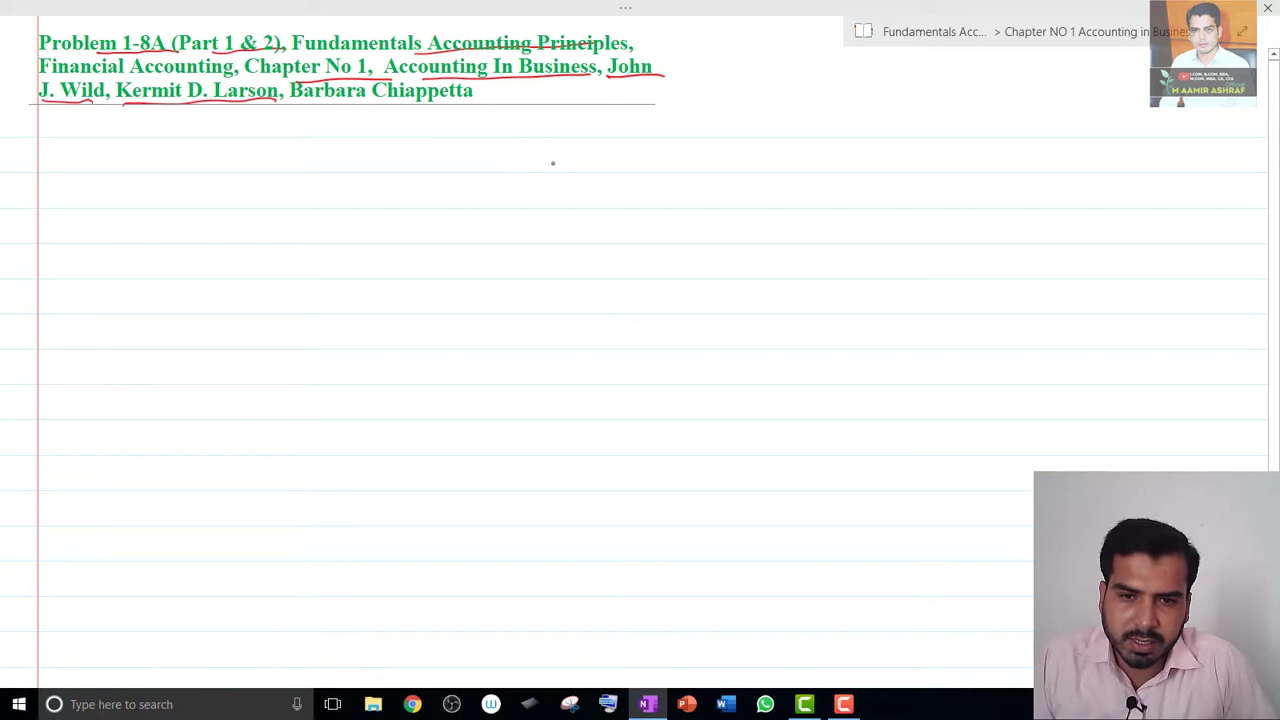 Problem 1-8A (Part 1 & 2), Fundamentals Accounting Principles,
Financial Accounting, Chapter No 1, Accounting In Business, John
J. Wild, Kermit D. Larson, Barbara Chiappetta
Fundamentals Acc... > Chapter NO 1 Accounting in Busin
M AAMIR ASHRAF
Type here to search